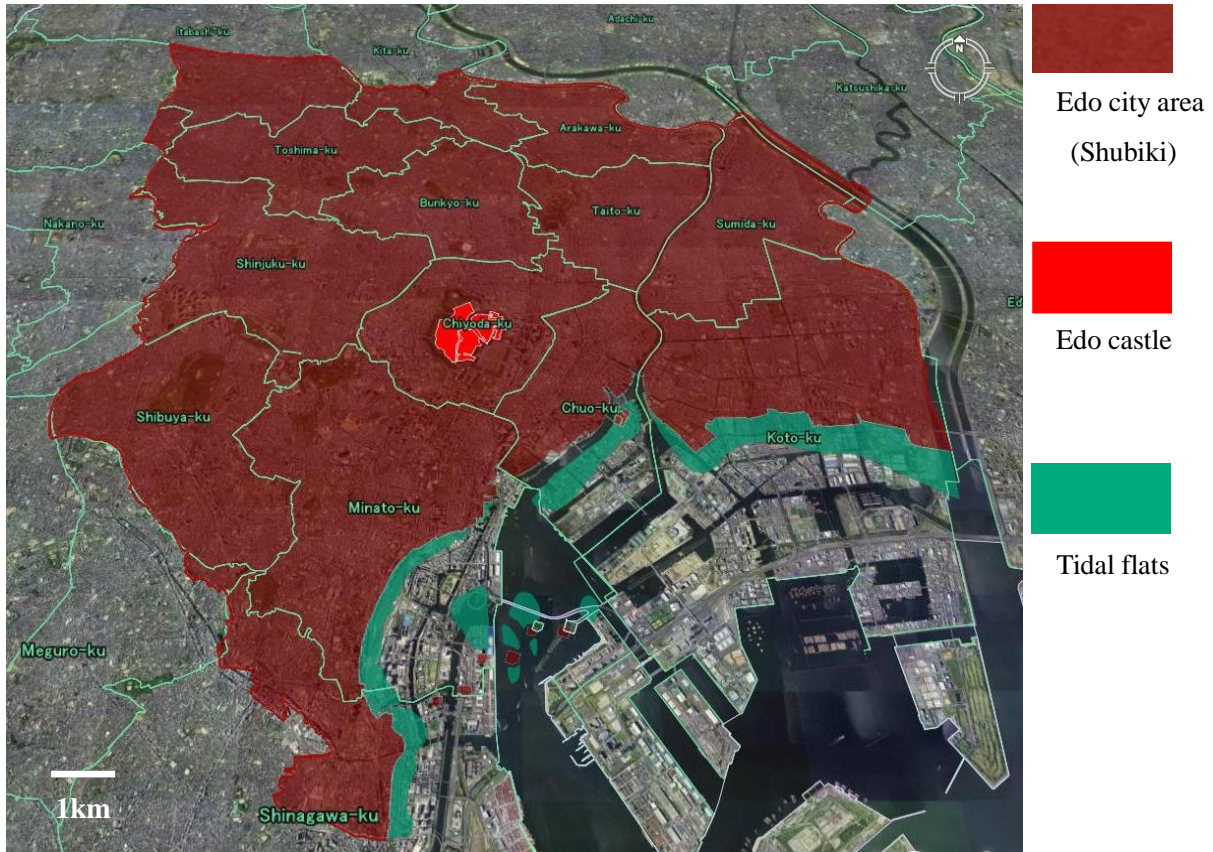 Adachi-ku
Itabashi-ku
Kita-ku
N
Katsushika-ku
Arakawa-ku
Toshima-ku
Bunkyo-ku
Taito-ku
Sumida-ku
Nakano-ku
Shinjuku-ku
Ed
Chiyoda-ku
Shibuya-ku
Chuo-ku
Koto-ku
Minato-ku
Meguro-ku
1km
Shinagawa-ku
Edo city area
(Shubiki)
Edo castle
Tidal flats